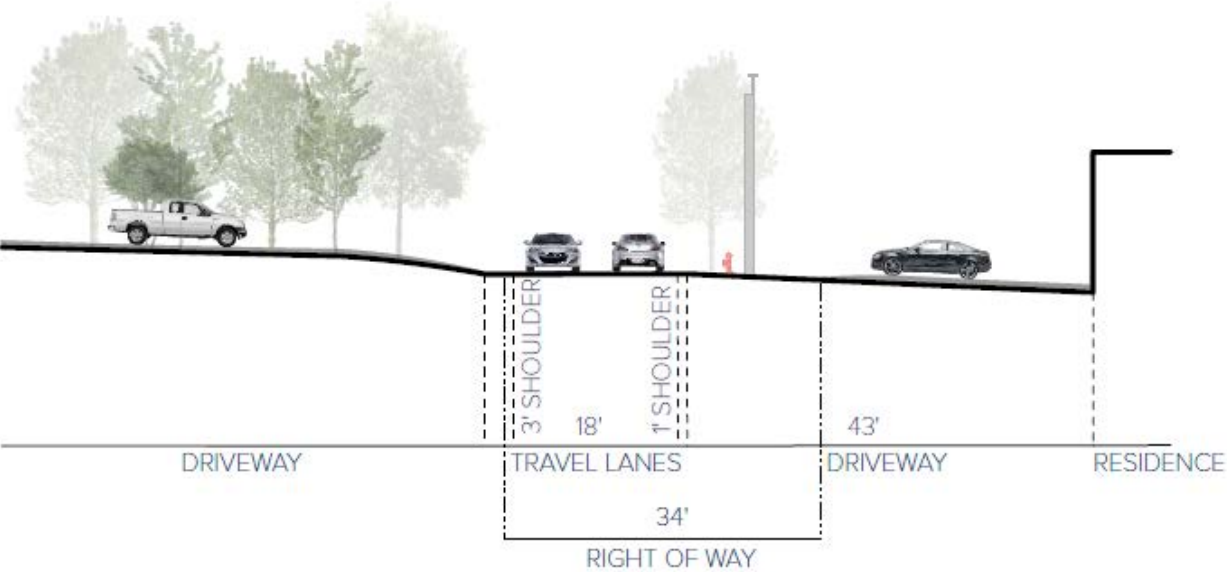 3' SHOULDER
18'
1' SHOULDER
43'
DRIVEWAY
TRAVEL LANES
DRIVEWAY
RESIDENCE
34'
RIGHT OF WAY